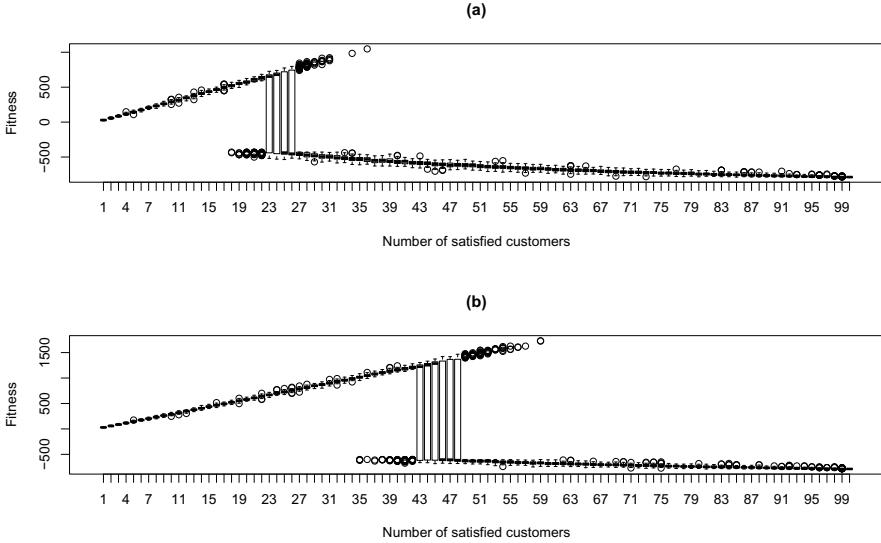 (a)
Fitness
500
0
−500
1 4 7 11 15 19 23 27 31 35 39 43 47 51 55 59 63 67 71 75 79 83 87 91 95 99
Number of satisfied customers
(b)
Fitness
1500
500
−500
1 4 7 11 15 19 23 27 31 35 39 43 47 51 55 59 63 67 71 75 79 83 87 91 95 99
Number of satisfied customers